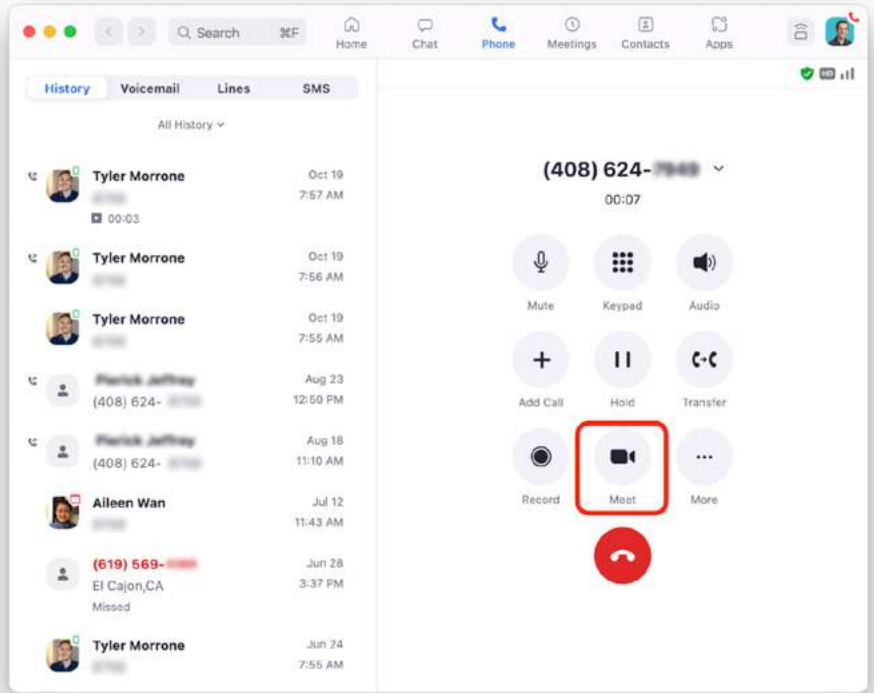 Search ⌘F
Home
Chat
Phone
Meetings
Contacts
Apps
History Voicemail Lines SMS
HD
All History
Tyler Morrone Oct 19
7:57 AM
00:03
Tyler Morrone Oct 19
7:56 AM
Tyler Morrone Oct 19
7:55 AM
Aug 23
(408) 624- 12:50 PM
Aug 18
(408) 624- 11:10 AM
Aileen Wan Jul 12
11:43 AM
(619) 569- Jun 28
El Cajon,CA 3:37 PM
Missed
Tyler Morrone Jun 24
7:55 AM
(408) 624-
00:07
Mute Keypad Audio
Add Call Hold Transfer
Record Meet More